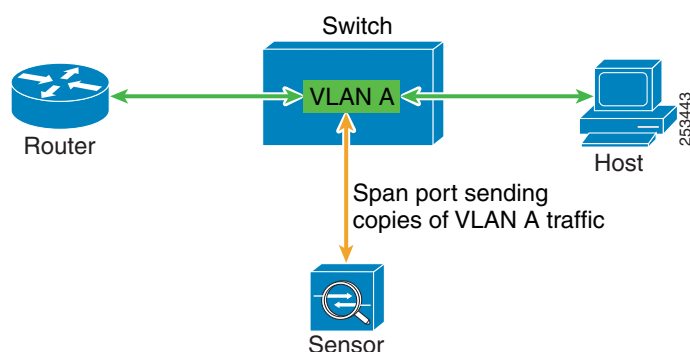 Switch
VLAN A
Router
Host
253443
Span port sending
copies of VLAN A traffic
Sensor